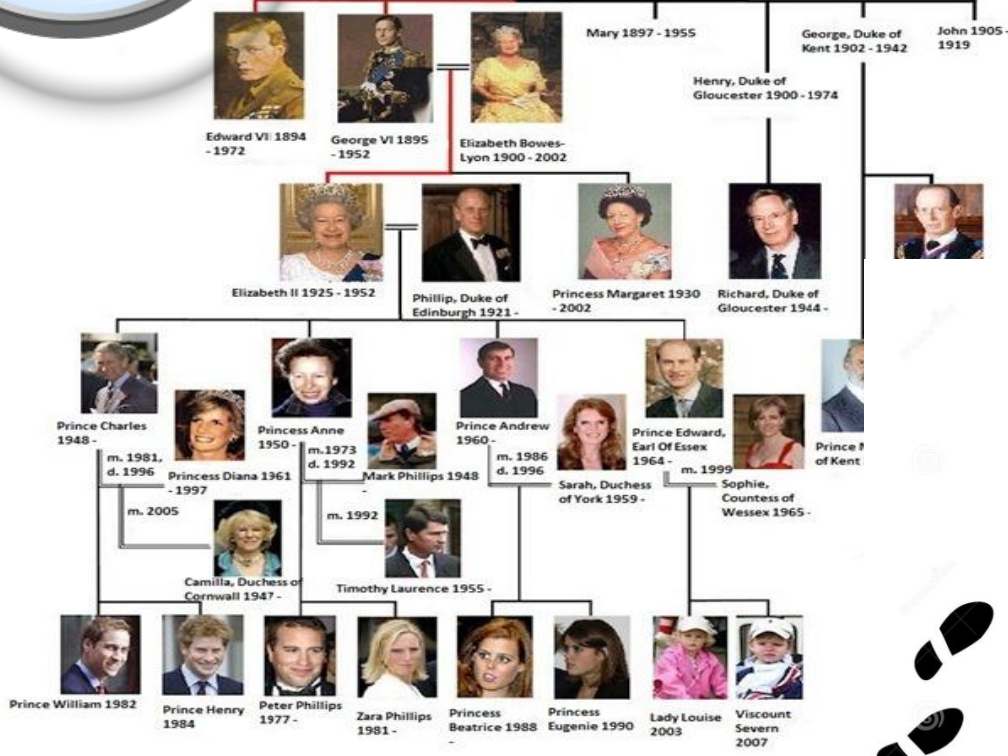 Mary 1897 - 1955
George, Duke of
Kent 1902 - 1942
John 1905 -
1919
Henry, Duke of
Gloucester 1900 - 1974
Edward VI 1894
- 1972
George VI 1895
- 1952
Elizabeth Bowes-
Lyon 1900 - 2002
Elizabeth II 1925 - 1952
Phillip, Duke of
Edinburgh 1921 -
Princess Margaret 1930
- 2002
Richard, Duke of
Gloucester 1944 -
Prince Charles
1948 -
m. 1981,
d. 1996
Princess Diana 1961
- 1997
Princess Anne
1950 -
m.1973
d. 1992
Mark Phillips 1948
-
Prince Andrew
1960 -
m. 1986
d. 1996
Sarah, Duchess
of York 1959 -
Prince Edward,
Earl Of Essex
1964 -
m. 1999
Sophie,
Countess of
Wessex 1965 -
Prince
of Kent
m. 2005
Camilla, Duchess of
Cornwall 1947 -
m. 1992
Timothy Laurence 1955 -
Prince William 1982
Prince Henry
1984
Peter Phillips
1977 -
Zara Phillips
1981 -
Princess
Beatrice 1988
-
Princess
Eugenie 1990
Lady Louise
2003
Viscount
Severn
2007